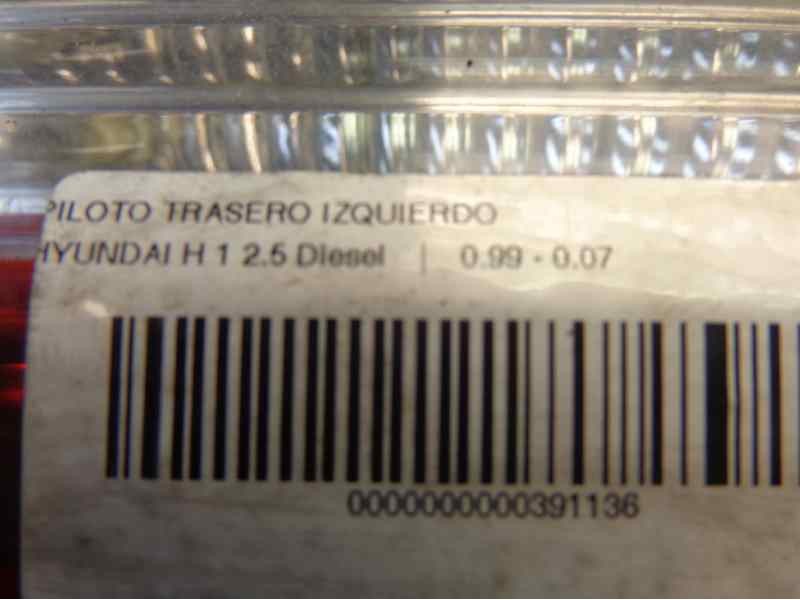 PILOTO TRASERO IZQUIERDO
HYUNDAI H 1 2.5 Diesel | 0.99 - 0.07
0000000000391136